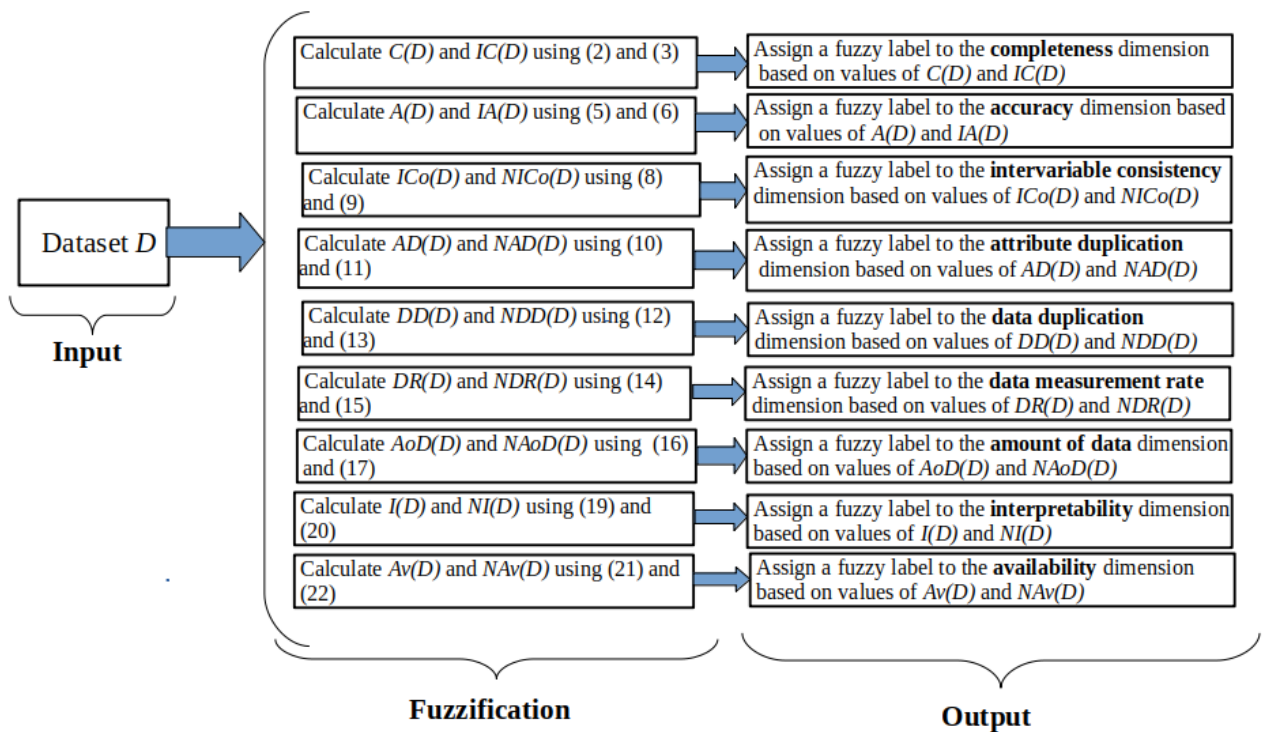 Dataset D
Input
Calculate C(D) and IC(D) using (2) and (3)
Assign a fuzzy label to the completeness dimension
based on values of C(D) and IC(D)
Calculate A(D) and IA(D) using (5) and (6)
Assign a fuzzy label to the accuracy dimension based
on values of A(D) and IA(D)
Calculate ICo(D) and NICo(D) using (8)
and (9)
Assign a fuzzy label to the intervariable consistency
dimension based on values of ICo(D) and NICo(D)
Calculate AD(D) and NAD(D) using (10)
and (11)
Assign a fuzzy label to the attribute duplication
dimension based on values of AD(D) and NAD(D)
Calculate DD(D) and NDD(D) using (12)
and (13)
Assign a fuzzy label to the data duplication
dimension based on values of DD(D) and NDD(D)
Calculate DR(D) and NDR(D) using (14)
and (15)
Assign a fuzzy label to the data measurement rate
dimension based on values of DR(D) and NDR(D)
Calculate AoD(D) and NAoD(D) using (16)
and (17)
Assign a fuzzy label to the amount of data dimension
based on values of AoD(D) and NAoD(D)
Calculate I(D) and NI(D) using (19) and
(20)
Assign a fuzzy label to the interpretability dimension
based on values of I(D) and NI(D)
Calculate Av(D) and NAv(D) using (21) and
(22)
Assign a fuzzy label to the availability dimension
based on values of Av(D) and NAv(D)
Fuzzification
Output